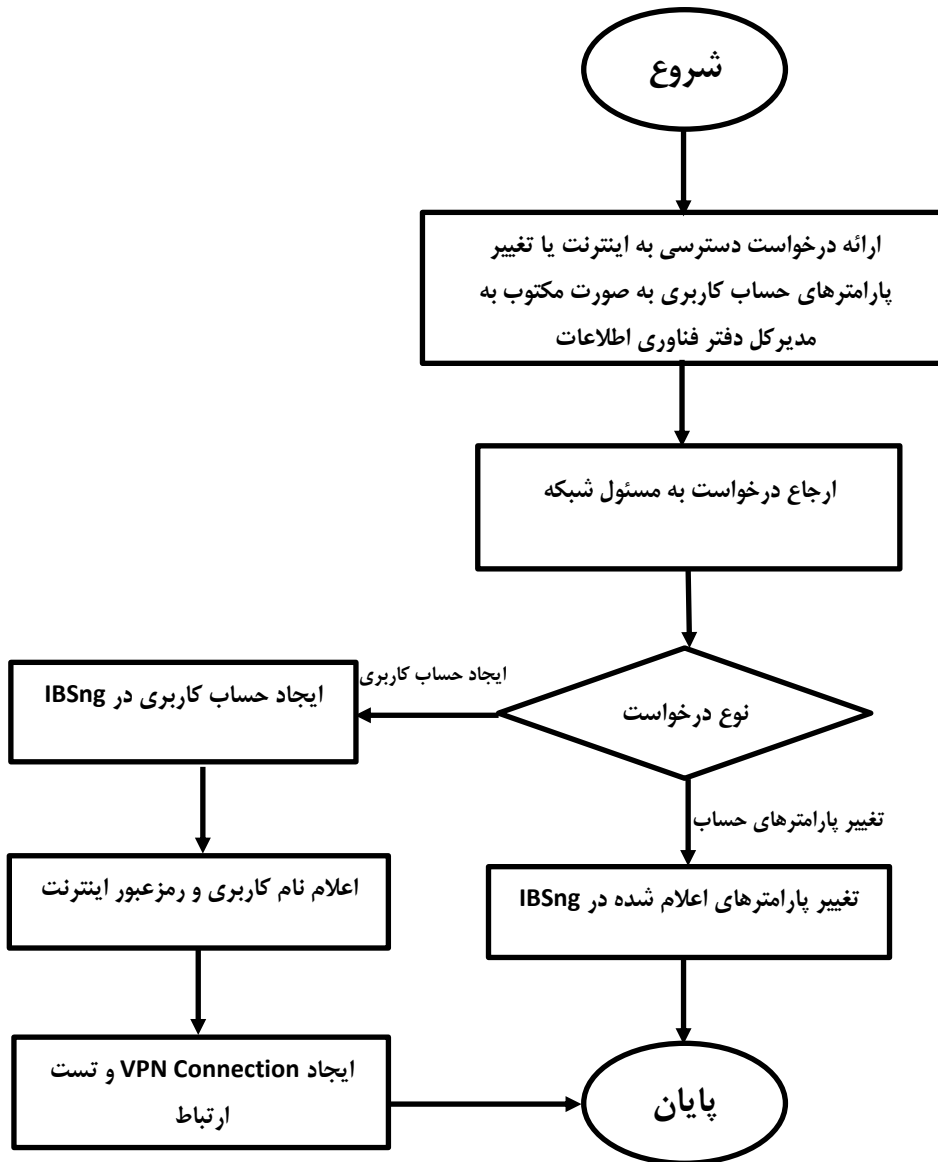 شروع
ارائه درخواست دسترسی به اینترنت یا تغییر
پارامترهای حساب کاربری به صورت مکتوب به
مدیرکل دفتر فناوری اطلاعات
ارجاع درخواست به مسئول شبکه
نوع درخواست
ایجاد حساب کاربری
ایجاد حساب کاربری در IBSng
تغییر پارامترهای حساب
تغییر پارامترهای اعلام شده در IBSng
اعلام نام کاربری و رمزعبور اینترنت
ایجاد VPN Connection و تست
ارتباط
پایان